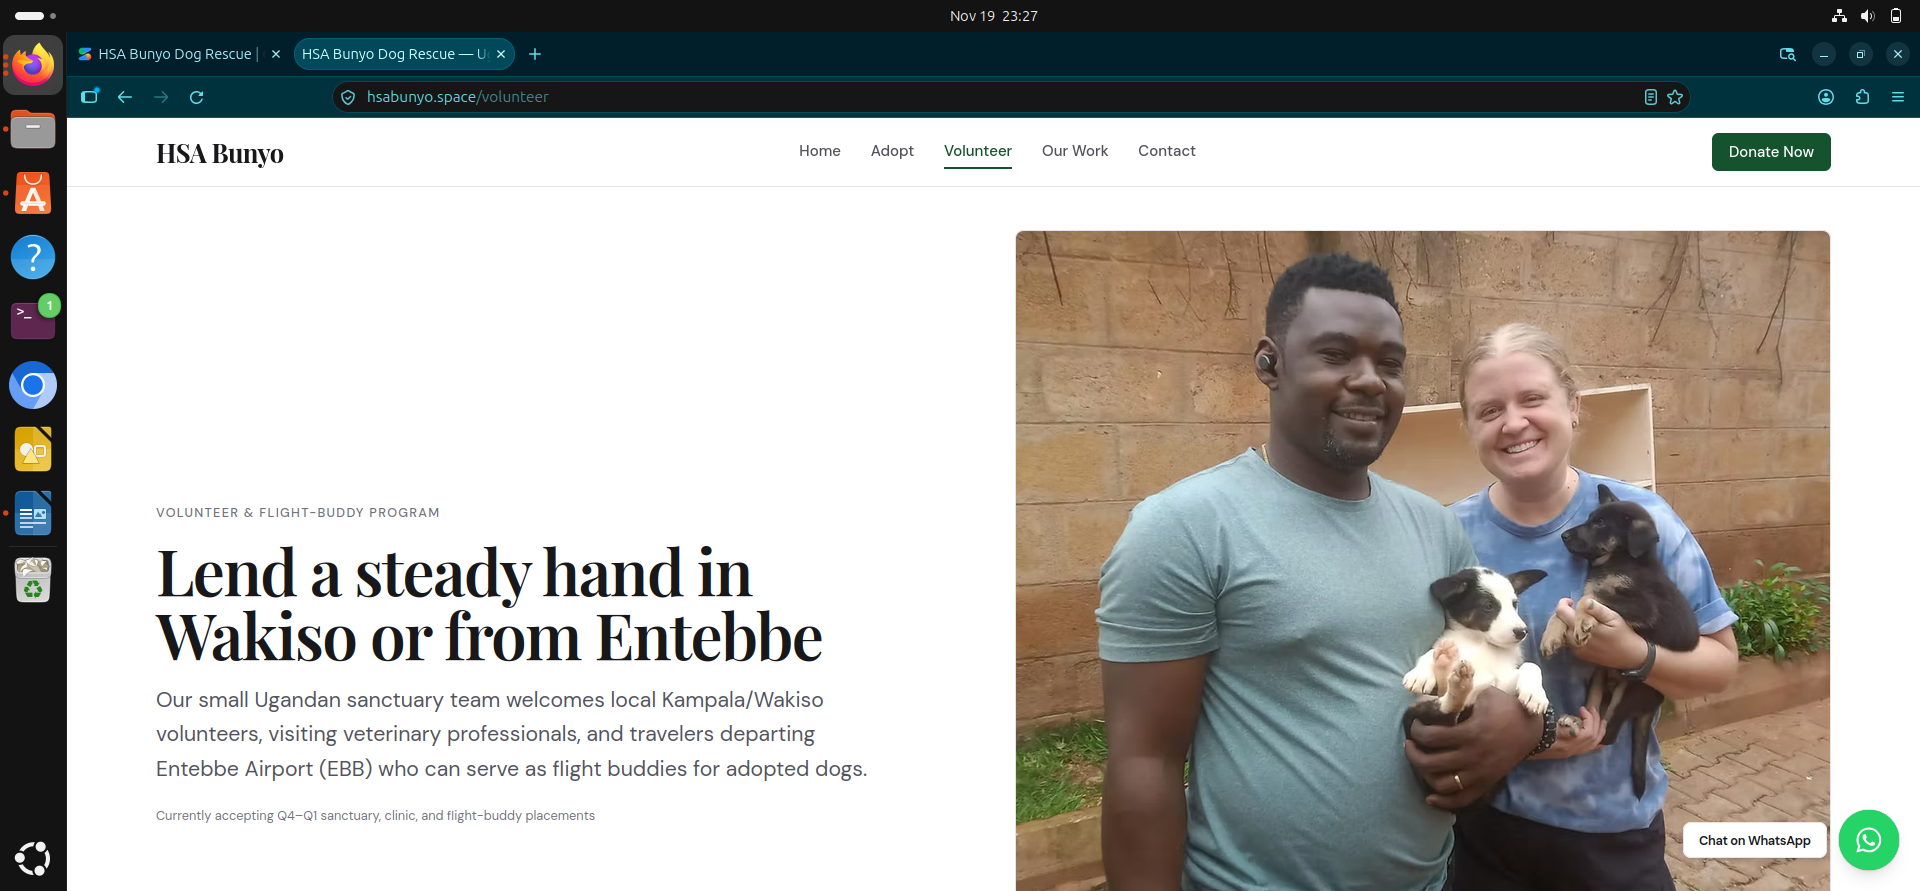 Nov 19 23:27
HSA Bunyo Dog Rescue |
HSA Bunyo Dog Rescue — U
hsabunyo.space/volunteer
HSA Bunyo
Home
Adopt
Volunteer
Our Work
Contact
Donate Now
VOLUNTEER & FLIGHT-BUDDY PROGRAM
Lend a steady hand in
Wakiso or from Entebbe
Our small Ugandan sanctuary team welcomes local Kampala/Wakiso
volunteers, visiting veterinary professionals, and travelers departing
Entebbe Airport (EBB) who can serve as flight buddies for adopted dogs.
Currently accepting Q4–Q1 sanctuary, clinic, and flight-buddy placements
Chat on WhatsApp
1